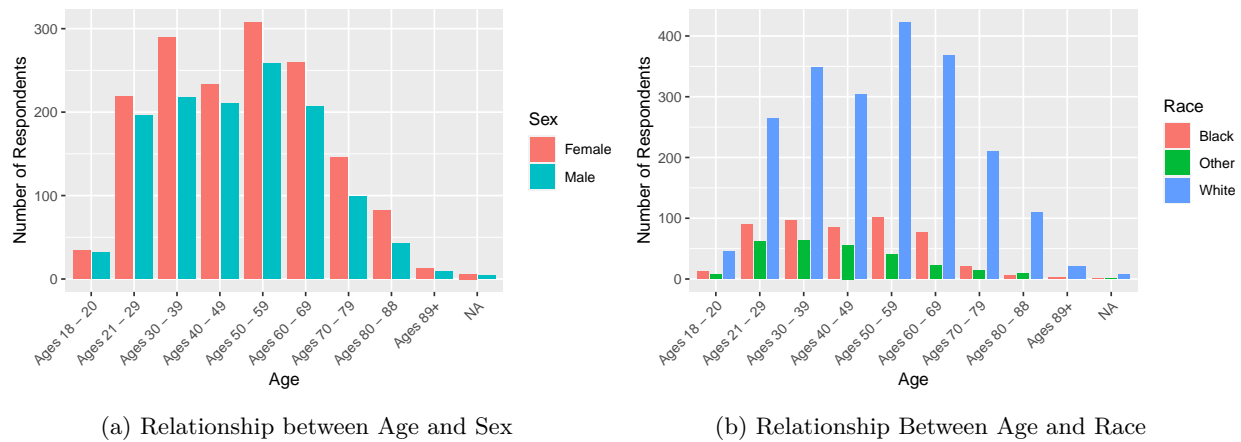 300
200
100
0
Number of Respondents
Ages 18 – 20
Ages 21 – 29
Ages 30 – 39
Ages 40 – 49
Ages 50 – 59
Ages 60 – 69
Ages 70 – 79
Ages 80 – 88
Ages 89+
NA
Age
Sex
Female
Male
(a) Relationship between Age and Sex
400
300
200
100
0
Number of Respondents
Ages 18 – 20
Ages 21 – 29
Ages 30 – 39
Ages 40 – 49
Ages 50 – 59
Ages 60 – 69
Ages 70 – 79
Ages 80 – 88
Ages 89+
NA
Age
Race
Black
Other
White
(b) Relationship Between Age and Race